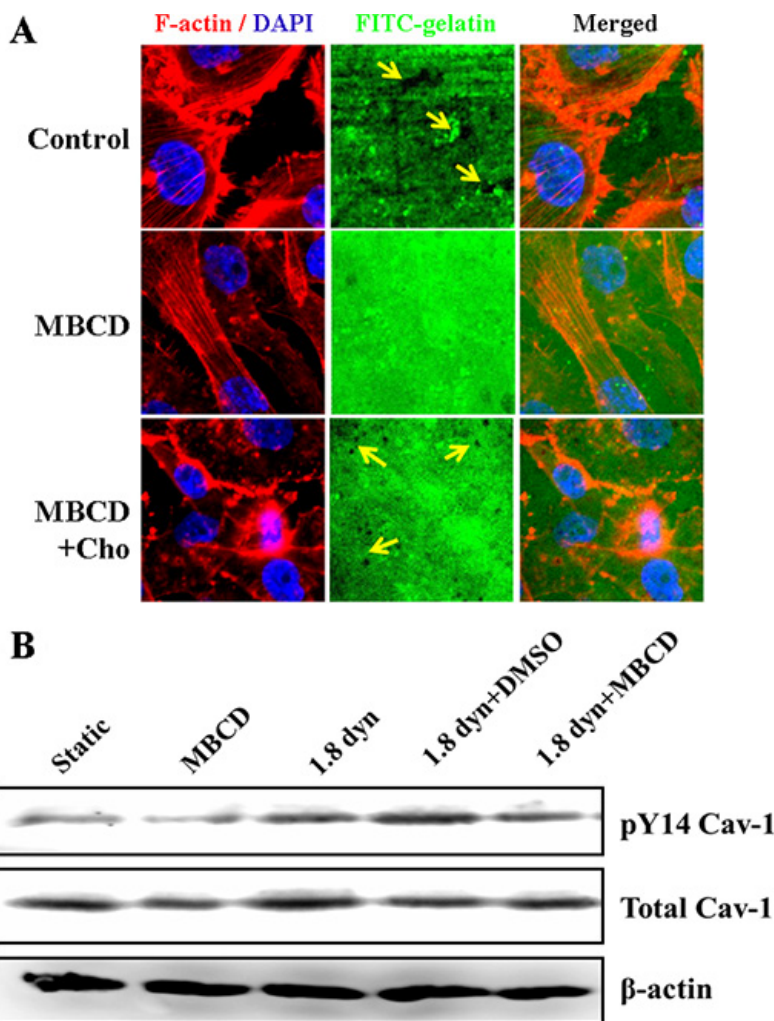 A
F-actin / DAPI
FITC-gelatin
Merged
Control
MBCD
MBCD
+Cho
B
Static
MBCD
1.8 dyn
1.8 dyn+DMSO
1.8 dyn+MBCD
pY14 Cav-1
Total Cav-1
β-actin